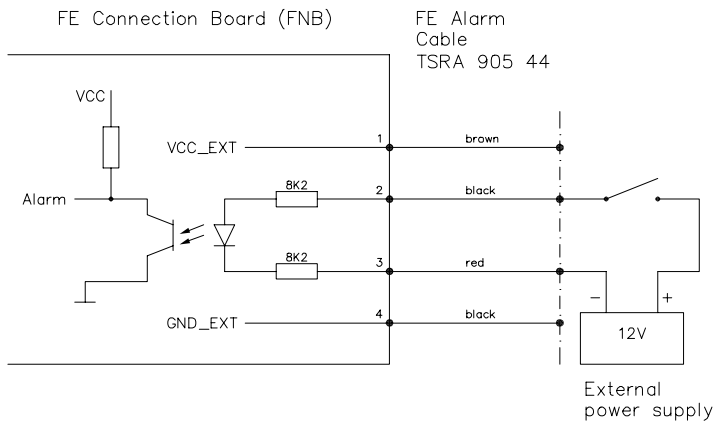 FE Connection Board (FNB)
FE Alarm
Cable
TSRA 905 44
VCC
VCC_EXT
1
brown
Alarm
8K2
2
black
8K2
3
red
GND_EXT
4
black
− +
12V
External
power supply